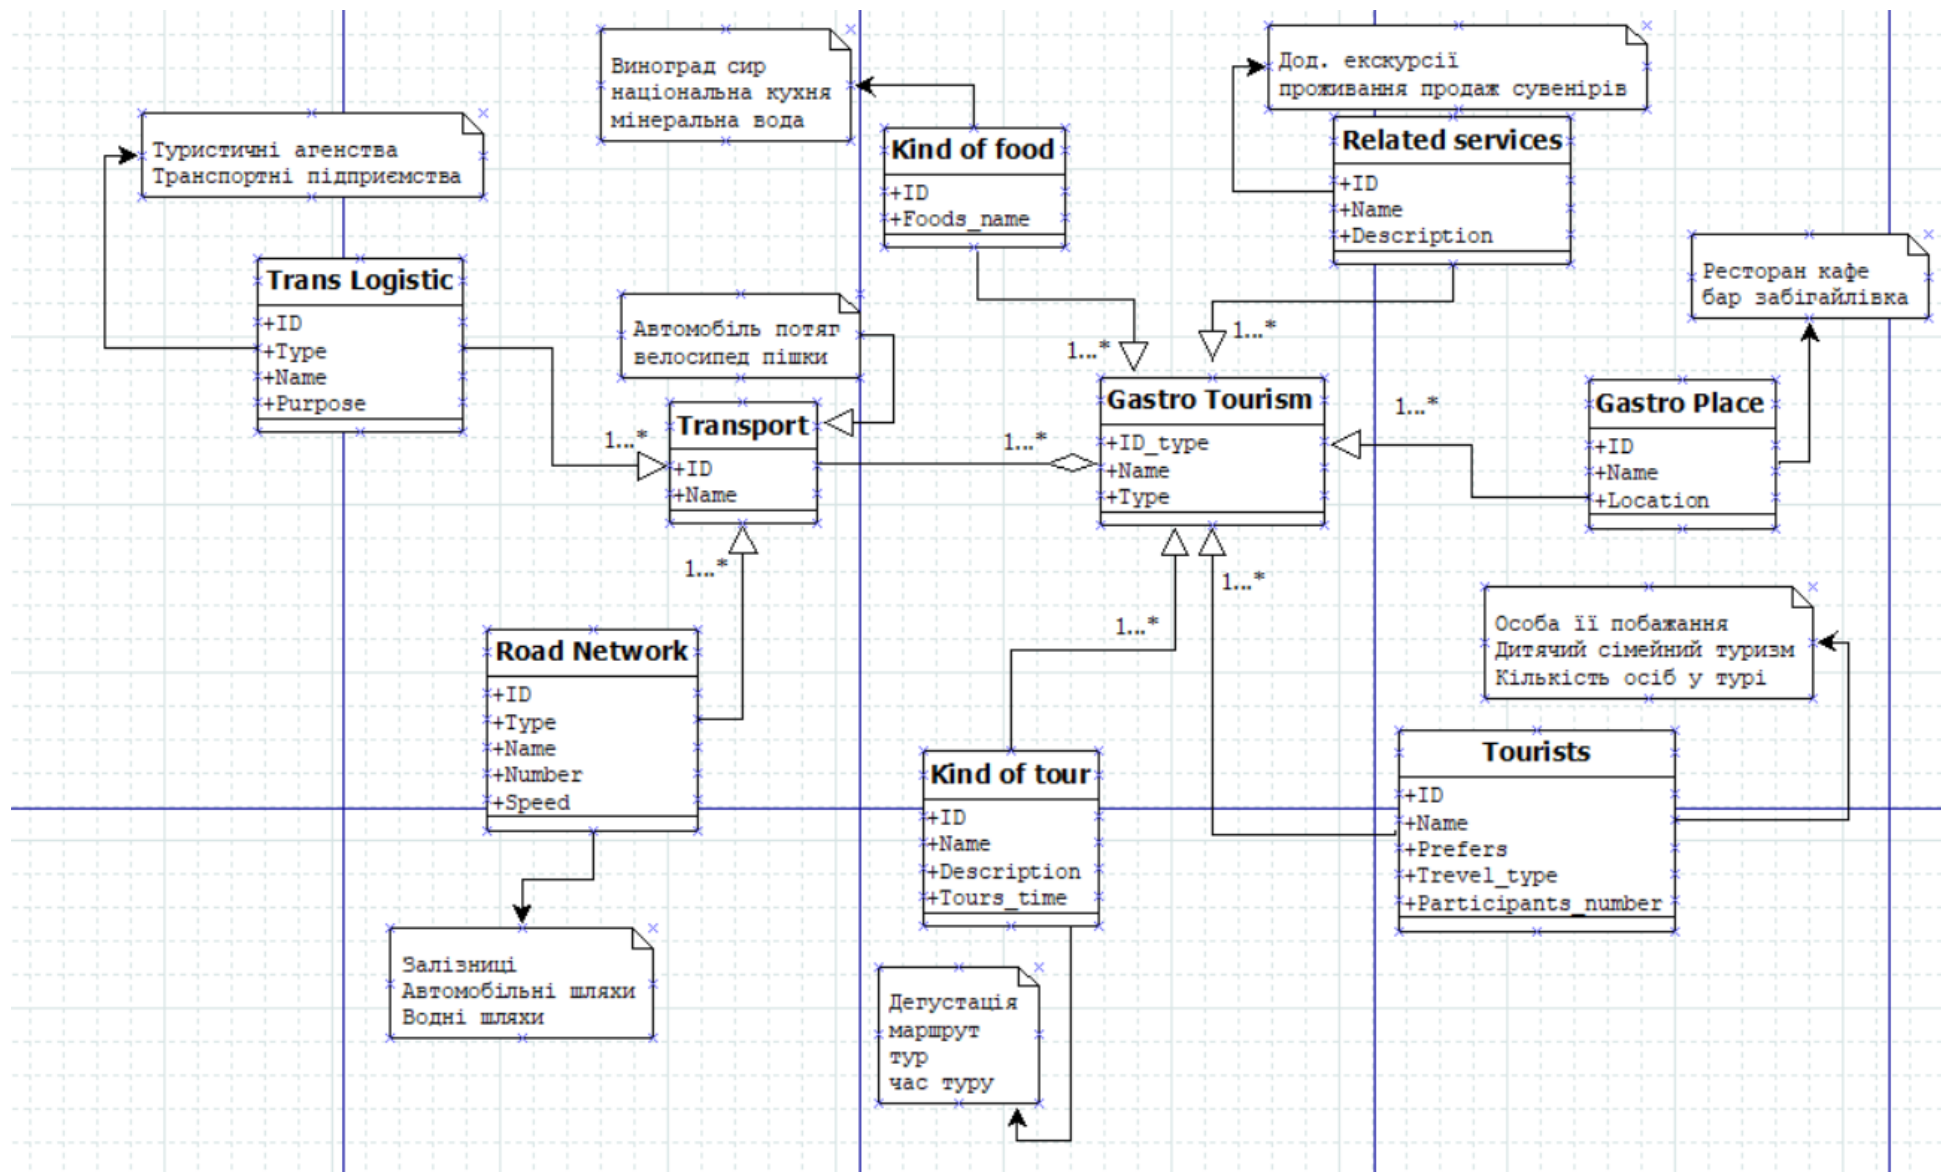 Виноград сир
національна кухня
мінеральна вода
Дод. екскурсії
проживання продаж сувенірів
Туристичні агенства
Транспортні підприємства
Kind of food
+ID
+Foods_name
Related services
+ID
+Name
+Description
Ресторан кафе
бар забігайлівка
Trans Logistic
+ID
+Type
+Name
+Purpose
Автомобіль потяг
велосипед пішки
1...*
1...*
Transport
+ID
+Name
1...*
1...*
Gastro Tourism
+ID_type
+Name
+Type
1...*
Gastro Place
+ID
+Name
+Location
1...*
1...*
1...*
Road Network
+ID
+Type
+Name
+Number
+Speed
Особа її побажання
Дитячий сімейний туризм
Кількість осіб у турі
Kind of tour
+ID
+Name
+Description
+Tours_time
Tourists
+ID
+Name
+Prefers
+Trevel_type
+Participants_number
Залізниці
Автомобільні шляхи
Водні шляхи
Дегустація
маршрут
тур
час туру